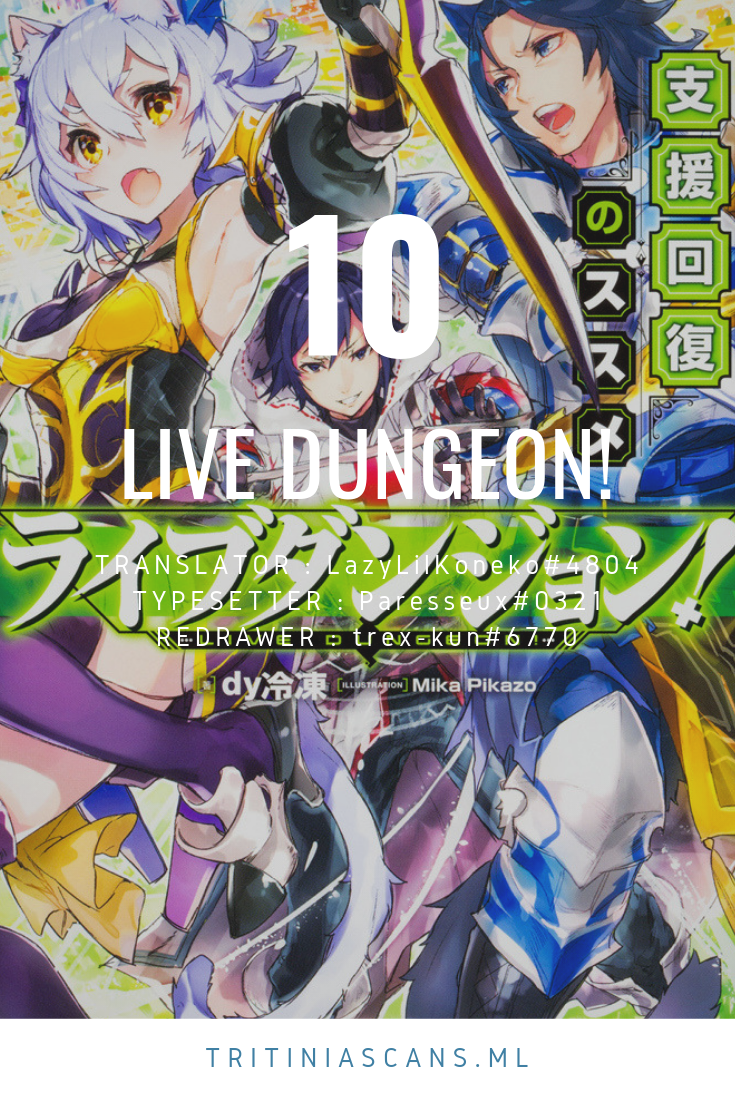 支援回復
のススメ
10
LIVE DUNGEON!
ライブダンジョン!
TRANSLATOR : LazyLilKoneko#4804
TYPESETTER : Paresseux#0321
REDRAWER : trex-kun#6770
[著] dy冷凍 [ILLUSTRATION] Mika Pikazo
TRITINIASCANS.ML